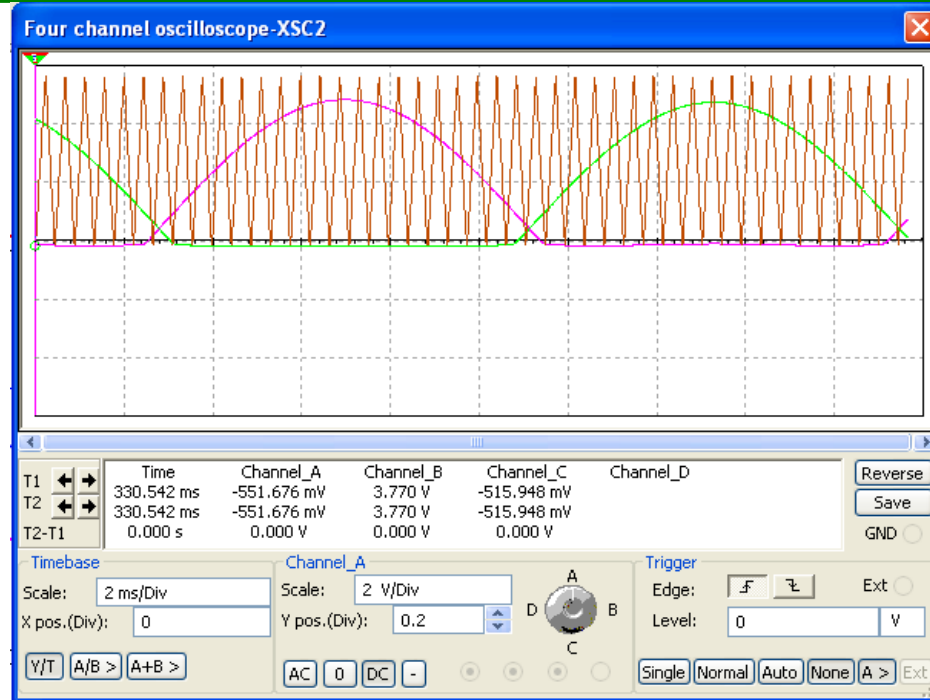 Four channel oscilloscope-XSC2
Time Channel_A Channel_B Channel_C Channel_D
T1 330.542 ms -551.676 mV 3.770 V -515.948 mV
T2 330.542 ms -551.676 mV 3.770 V -515.948 mV
T2-T1 0.000 s 0.000 V 0.000 V 0.000 V
Reverse
Save
GND
Timebase
Scale: 2 ms/Div
X pos.(Div): 0
Y/T A/B > A+B >
Channel_A
Scale: 2 V/Div
Y pos.(Div): 0.2
AC 0 DC -
A
D B
C
Trigger
Edge: Ext
Level: 0 V
Single Normal Auto None A > Ext